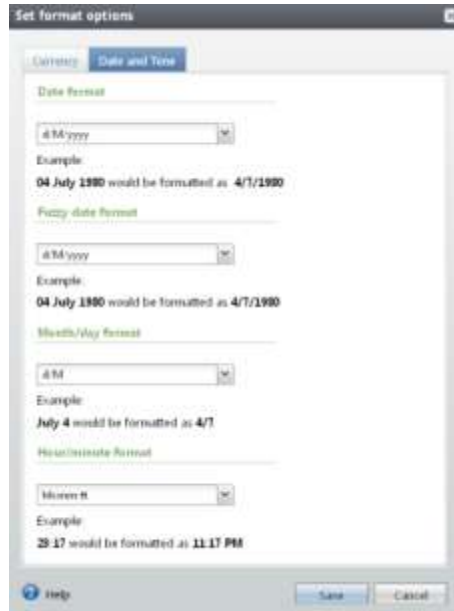 Set format options
Currency Date and Time
Date format
d/M/yyyy
Example:
04 July 1980 would be formatted as 4/7/1980
Fuzzy date format
d/M/yyyy
Example:
04 July 1980 would be formatted as 4/7/1980
Month/day format
d/M
Example:
July 4 would be formatted as 4/7
Hour/minute format
Example:
23:17 would be formatted as 11:17 PM
Help Save Cancel